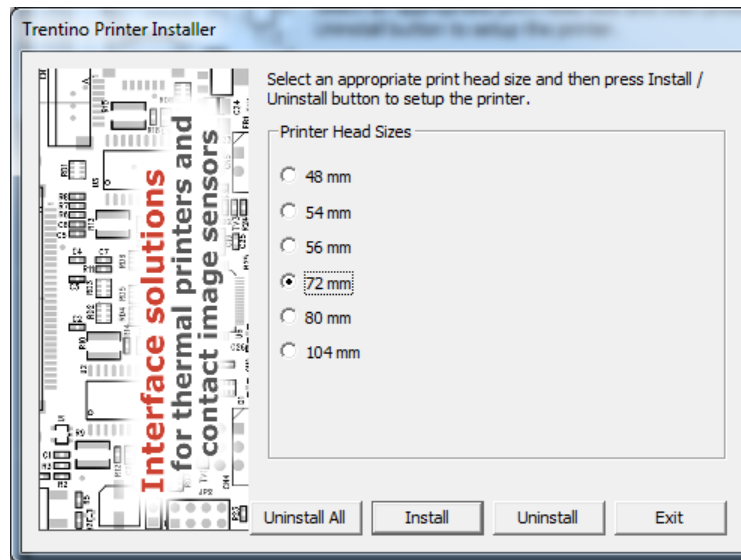 Trentino Printer Installer
Select an appropriate print head size and then press Install /
Uninstall button to setup the printer.
Printer Head Sizes
48 mm
54 mm
56 mm
72 mm
80 mm
104 mm
Interface solutions
for thermal printers and
contact image sensors
Uninstall All
Install
Uninstall
Exit